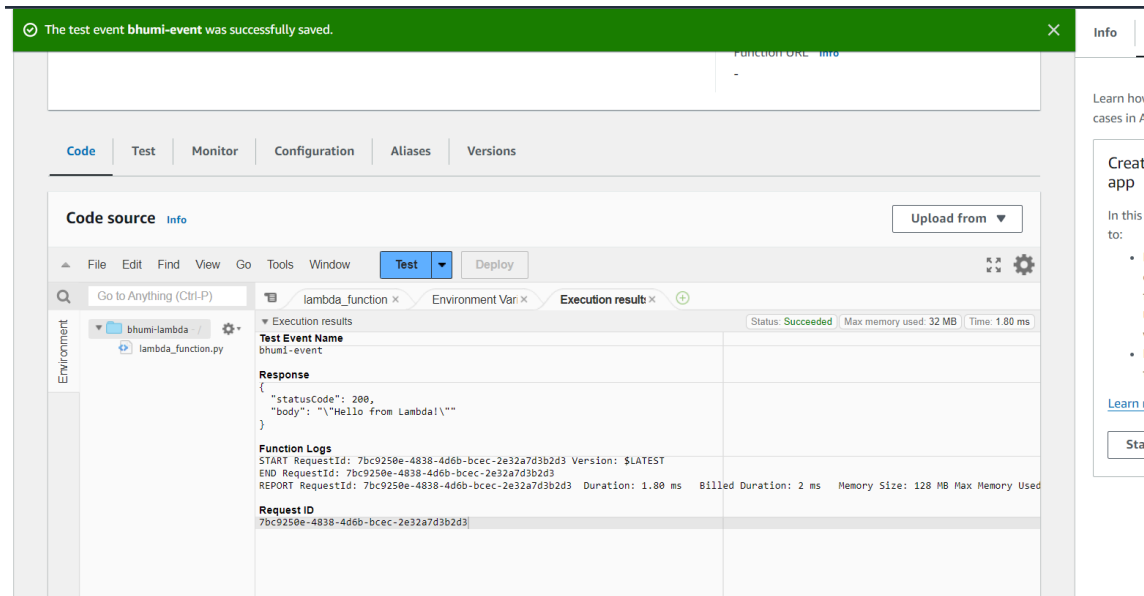 The test event bhumi-event was successfully saved.
Info
Function URL Info
-
Learn how
cases in A
Code Test Monitor Configuration Aliases Versions
Creat
app
In this
to:
Code source Info
Upload from
File Edit Find View Go Tools Window Test Deploy
Go to Anything (Ctrl-P)
lambda_function × Environment Var × Execution results ×
Environment
bhumi-lambda - /
lambda_function.py
Execution results
Status: Succeeded Max memory used: 32 MB Time: 1.80 ms
Test Event Name
bhumi-event
Response
{
"statusCode": 200,
"body": "\"Hello from Lambda!\""
}
Function Logs
START RequestId: 7bc9250e-4838-4d6b-bcec-2e32a7d3b2d3 Version: $LATEST
END RequestId: 7bc9250e-4838-4d6b-bcec-2e32a7d3b2d3
REPORT RequestId: 7bc9250e-4838-4d6b-bcec-2e32a7d3b2d3 Duration: 1.80 ms Billed Duration: 2 ms Memory Size: 128 MB Max Memory Used
Request ID
7bc9250e-4838-4d6b-bcec-2e32a7d3b2d3
Learn
Sta